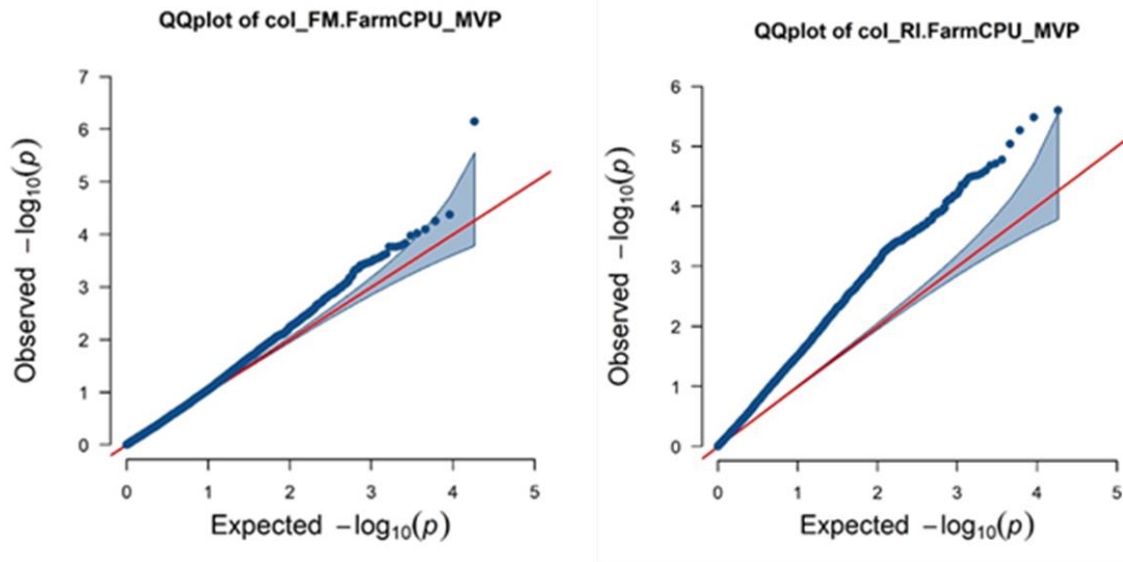 QQplot of col_FM.FarmCPU_MVP
7
6
5
4
3
2
1
0
Observed −log₁₀(p)
0 1 2 3 4 5
Expected −log₁₀(p)
QQplot of col_RI.FarmCPU_MVP
6
5
4
3
2
1
0
Observed −log₁₀(p)
0 1 2 3 4 5
Expected −log₁₀(p)